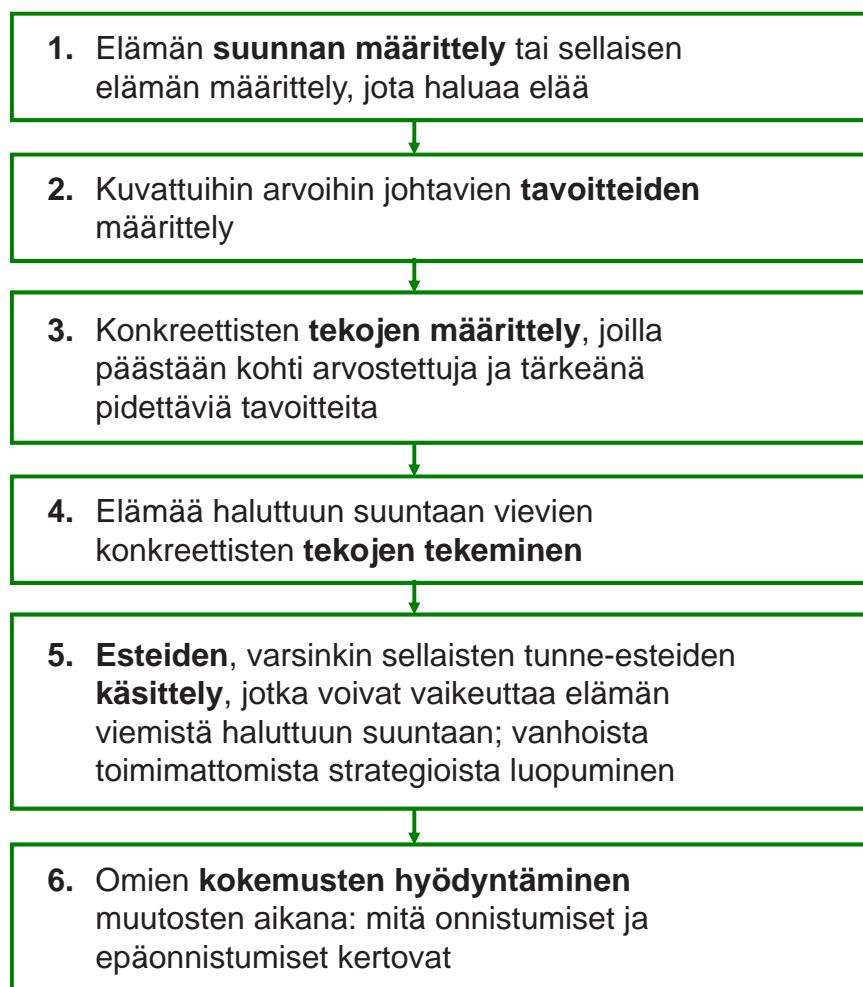 1. Elämän suunnan määrittely tai sellaisen
elämän määrittely, jota haluaa elää
2. Kuvattuihin arvoihin johtavien tavoitteiden
määrittely
3. Konkreettisten tekojen määrittely, joilla
päästään kohti arvostettuja ja tärkeänä
pidettäviä tavoitteita
4. Elämää haluttuun suuntaan vievien
konkreettisten tekojen tekeminen
5. Esteiden, varsinkin sellaisten tunne-esteiden
käsittely, jotka voivat vaikeuttaa elämän
viemistä haluttuun suuntaan; vanhoista
toimimattomista strategioista luopuminen
6. Omien kokemusten hyödyntäminen
muutosten aikana: mitä onnistumiset ja
epäonnistumiset kertovat